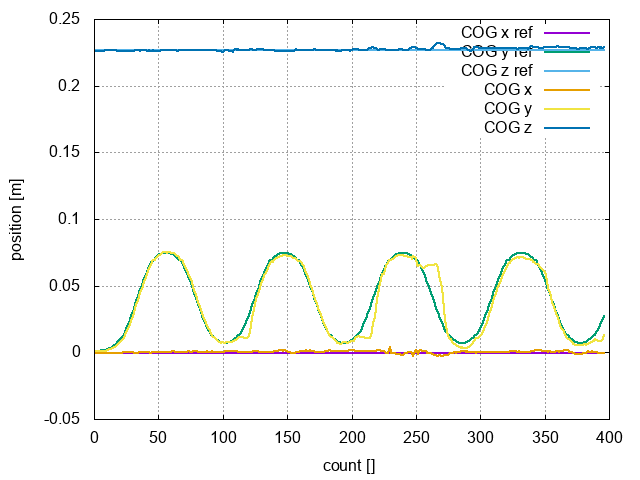 0.25
0.2
0.15
0.1
0.05
0
-0.05
position [m]
COG x ref
COG y ref
COG z ref
COG x
COG y
COG z
0 50 100 150 200 250 300 350 400
count []